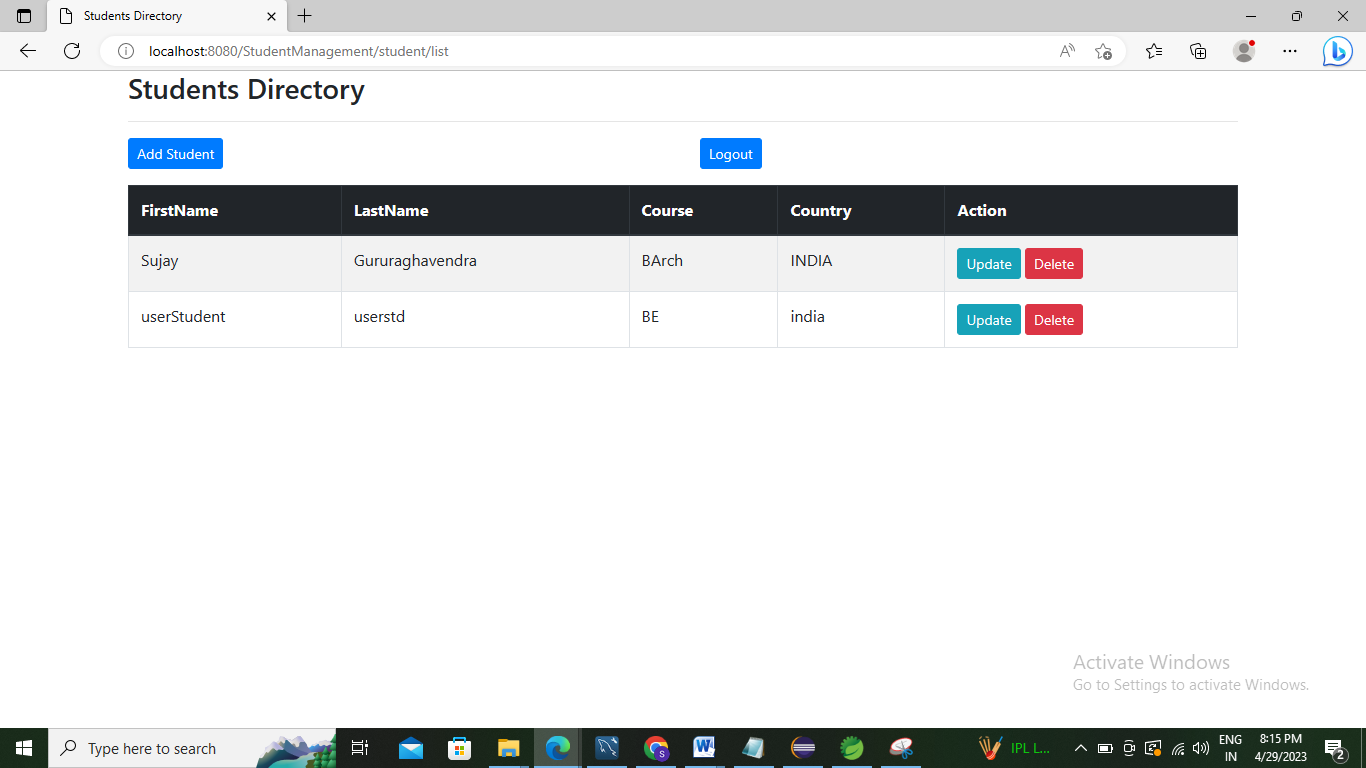 Students Directory
localhost:8080/StudentManagement/student/list
Students Directory
Add Student
Logout
FirstName LastName Course Country Action
Sujay Gururaghavendra BArch INDIA Update Delete
userStudent userstd BE india Update Delete
Activate Windows
Go to Settings to activate Windows.
Type here to search
IPL L...
ENG
IN
8:15 PM
4/29/2023
2